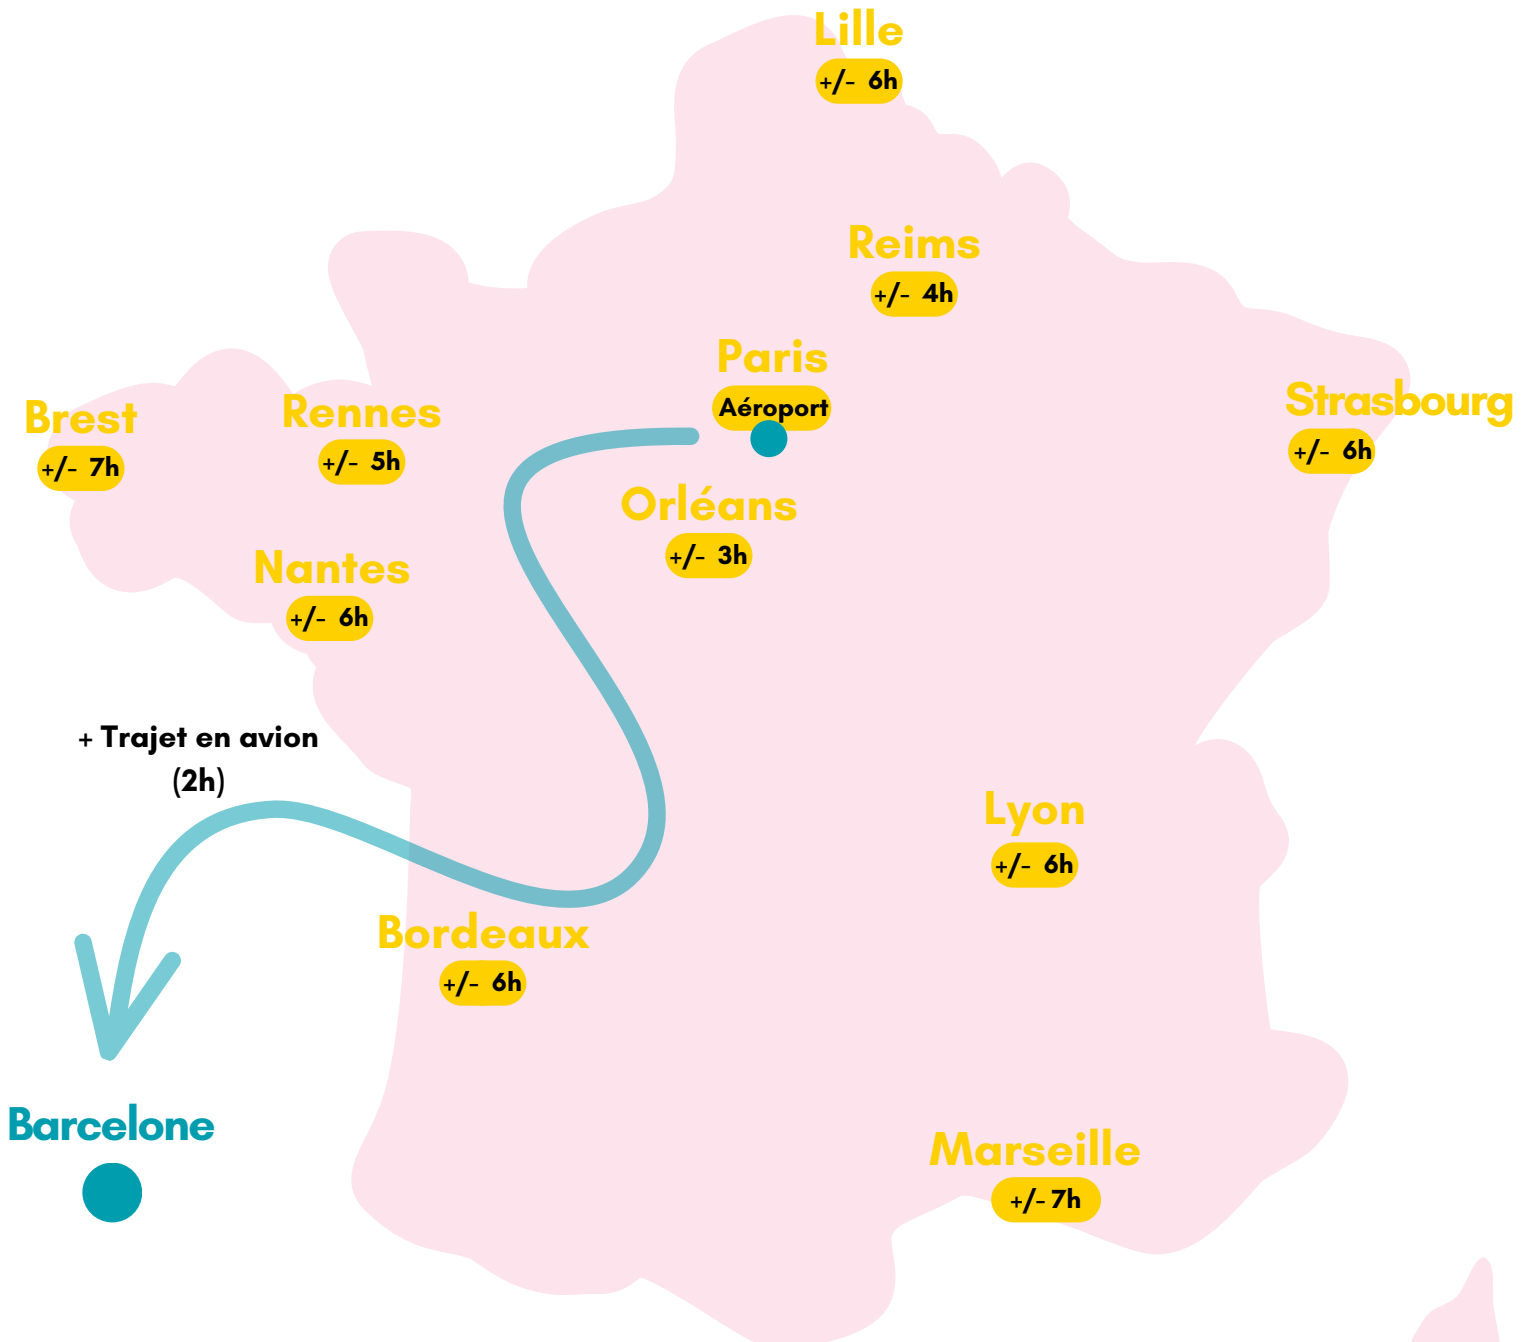 Lille
+/- 6h
Reims
+/- 4h
Paris
Aéroport
Strasbourg
+/- 6h
Brest
+/- 7h
Rennes
+/- 5h
Orléans
+/- 3h
Nantes
+/- 6h
+ Trajet en avion
(2h)
Lyon
+/- 6h
Bordeaux
+/- 6h
Barcelone
Marseille
+/- 7h